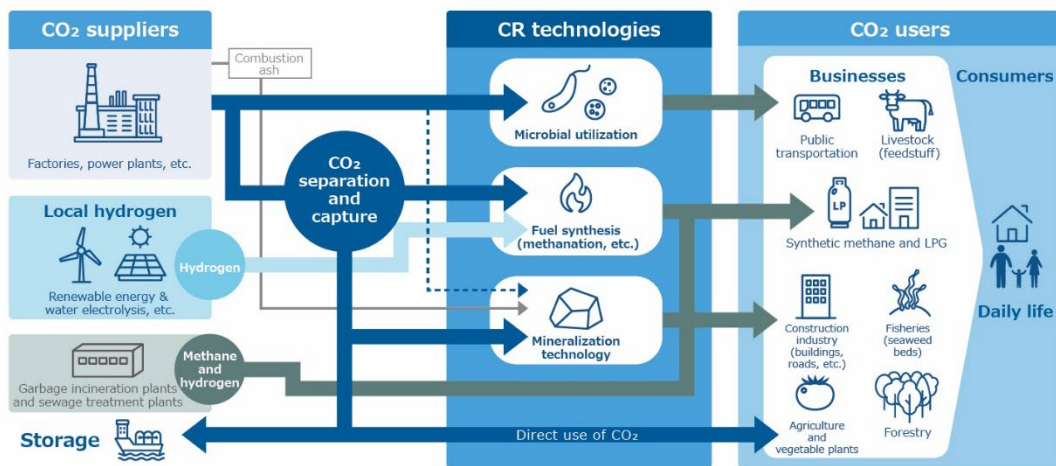 CO₂ suppliers
Combustion
ash
Factories, power plants, etc.
Local hydrogen
Hydrogen
Renewable energy &
water electrolysis, etc.
Methane
and
hydrogen
Garbage incineration plants
and sewage treatment plants
Storage
CO₂
separation
and
capture
CR technologies
Microbial utilization
Fuel synthesis
(methanation, etc.)
Mineralization
technology
Direct use of CO₂
CO₂ users
Businesses
Consumers
Public
transportation
Livestock
(feedstuff)
LP
Synthetic methane and LPG
Construction
industry
(buildings,
roads, etc.)
Fisheries
(seaweed
beds)
Agriculture
and
vegetable plants
Forestry
Daily life